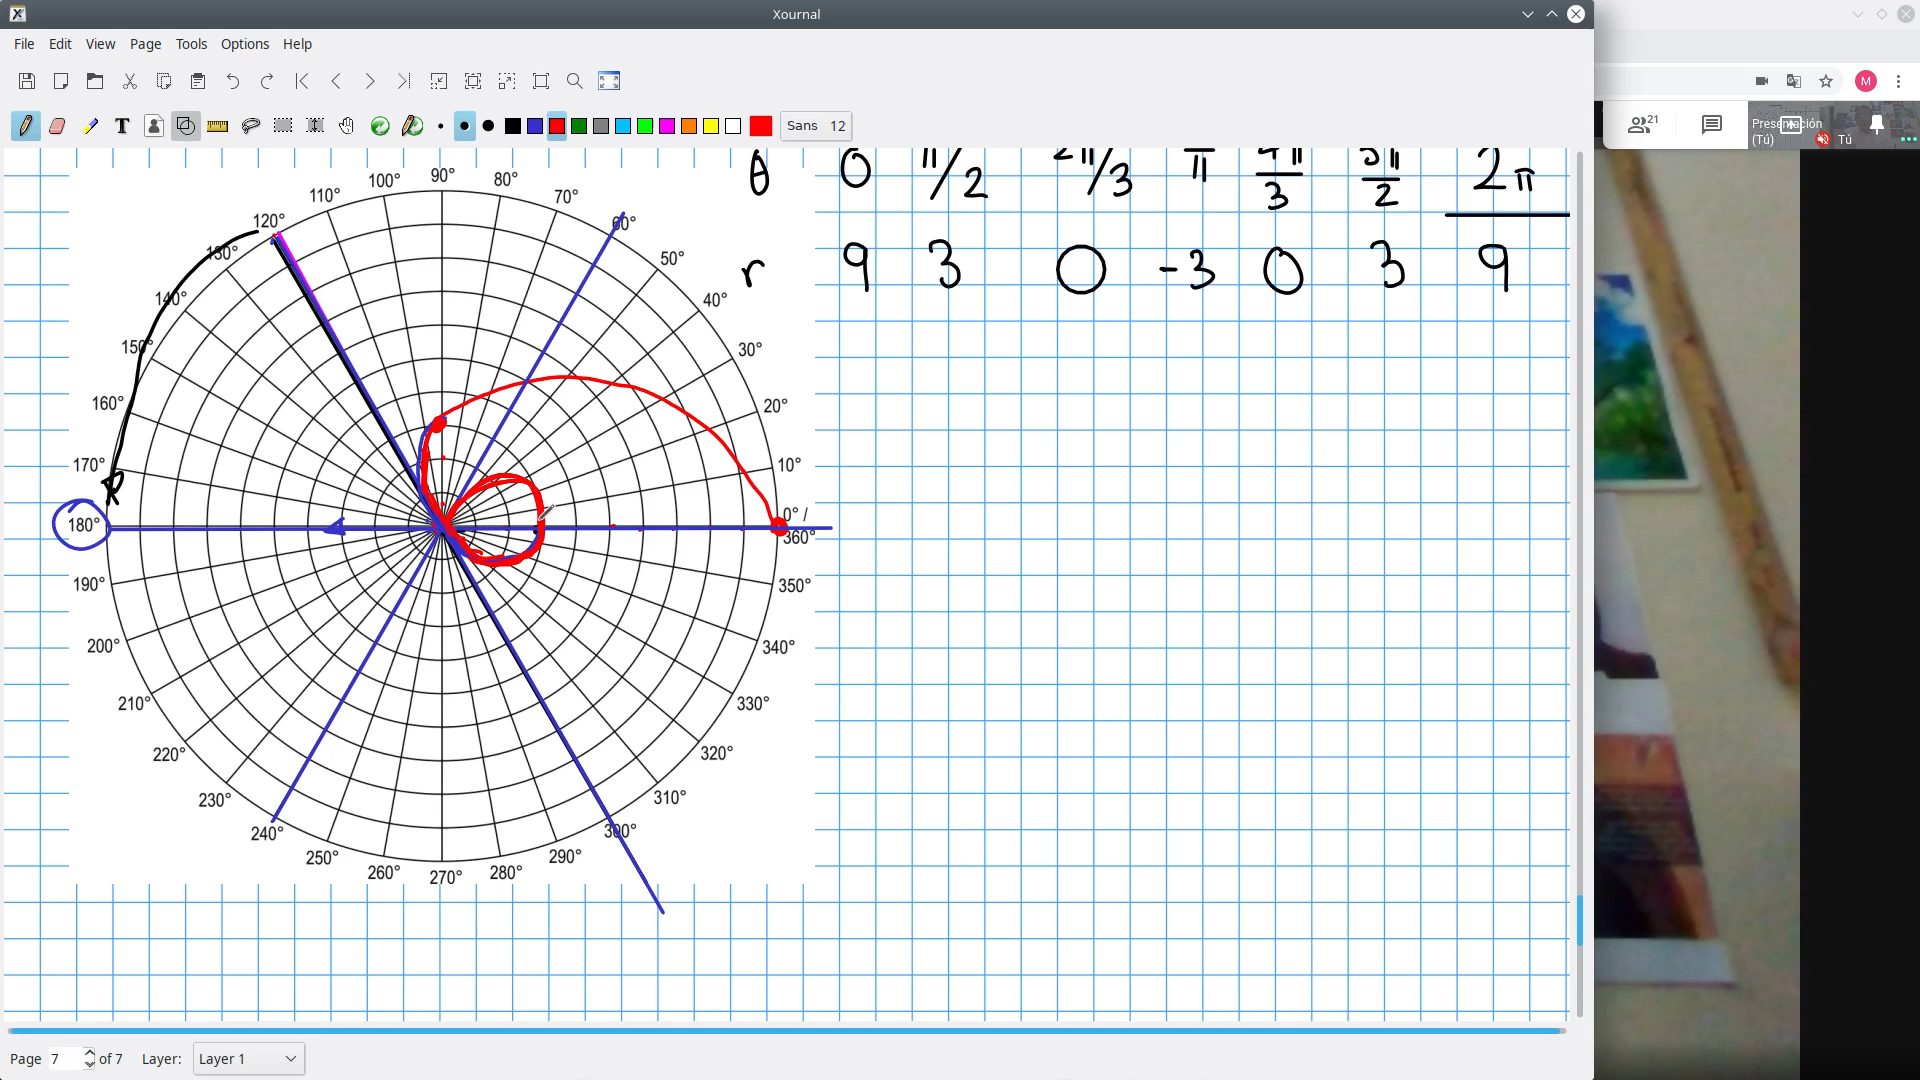 Xournal
File Edit View Page Tools Options Help
T Sans 12
M
21
Presentación
(Tú) Tú
θ 0 π/2 2π/3 π 4π/3 3π/2 2π
r 9 3 0 -3 0 3 9
90°
100° 80°
110° 70°
120° 60°
130° 50°
140° 40°
150° 30°
160° 20°
170° 10°
180° 0° /
360°
190° 350°
200° 340°
210° 330°
220° 320°
230° 310°
240° 300°
250° 290°
260° 270° 280°
Page 7 of 7 Layer: Layer 1